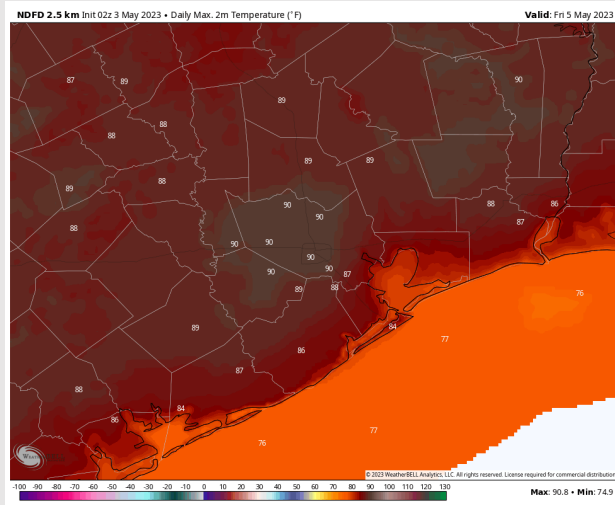 NDFD 2.5 km Init 02z 3 May 2023 • Daily Max. 2m Temperature (°F)
Valid: Fri 5 May 2023
87 89 90
89
88 88
89 89
89 88
90 88 86
90 87
88
90 90
90
90 90 87
89 88
76
89 84
77
86
87
88
84
86
77
76
© 2023 WeatherBELL Analytics, LLC. All rights reserved. License required for commercial distribution
-100 -90 -80 -70 -60 -50 -40 -30 -20 -10 0 10 20 30 40 50 60 70 80 90 100 110 120 130
Max: 90.8 • Min: 74.9